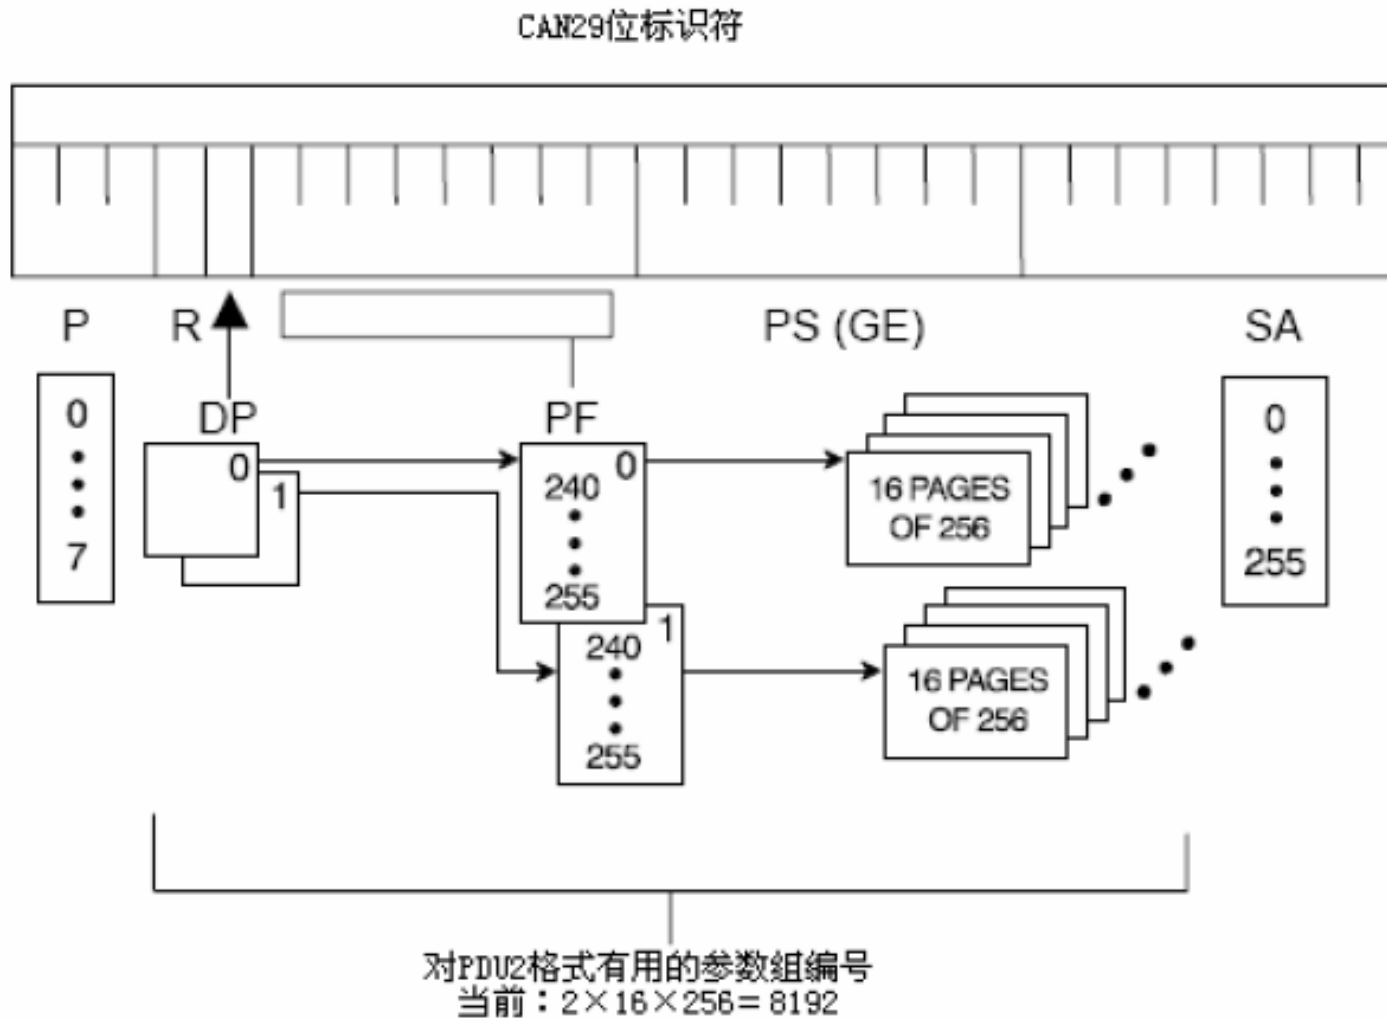 CAN29位标识符
P
R
PS (GE)
SA
0
7
DP
0
1
PF
0
240
255
1
240
255
16 PAGES
OF 256
16 PAGES
OF 256
0
255
对PDU2格式有用的参数组编号
当前：2×16×256=8192